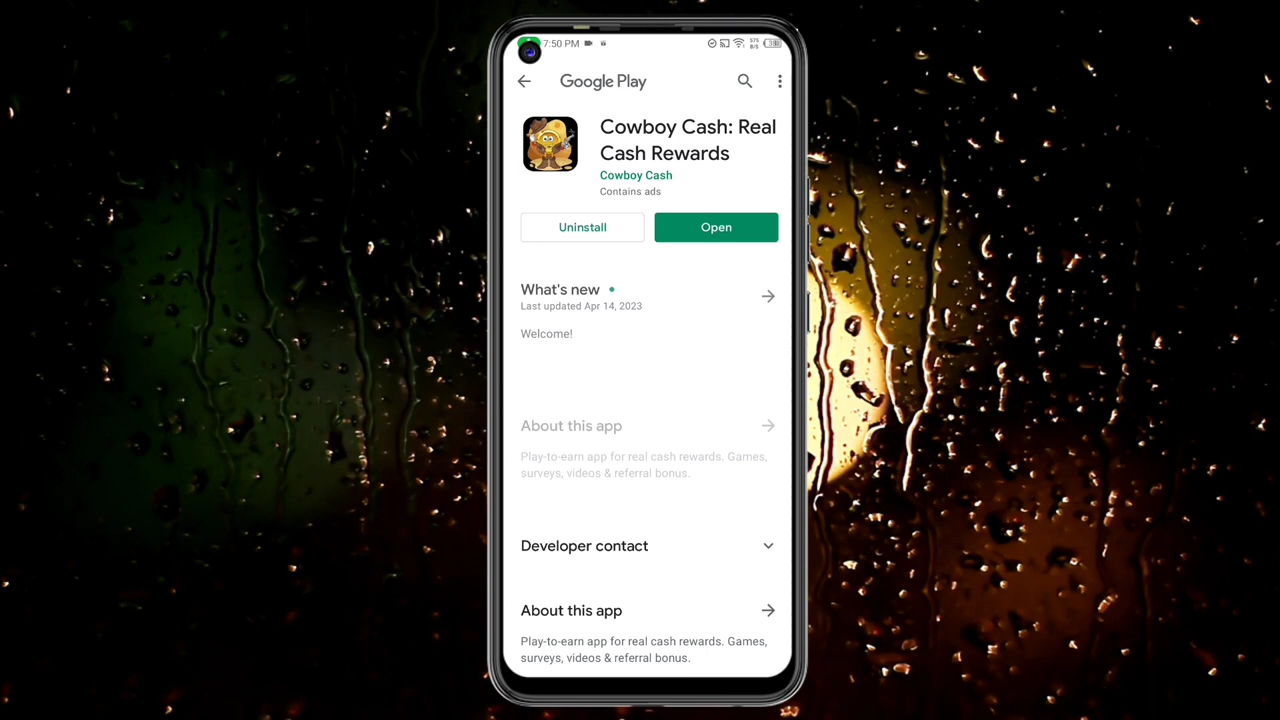 7:50 PM
Google Play
Cowboy Cash: Real
Cash Rewards
Cowboy Cash
Contains ads
Uninstall
Open
What's new
Last updated Apr 14, 2023
Welcome!
About this app
Play-to-earn app for real cash rewards. Games,
surveys, videos & referral bonus.
Developer contact
About this app
Play-to-earn app for real cash rewards. Games,
surveys, videos & referral bonus.